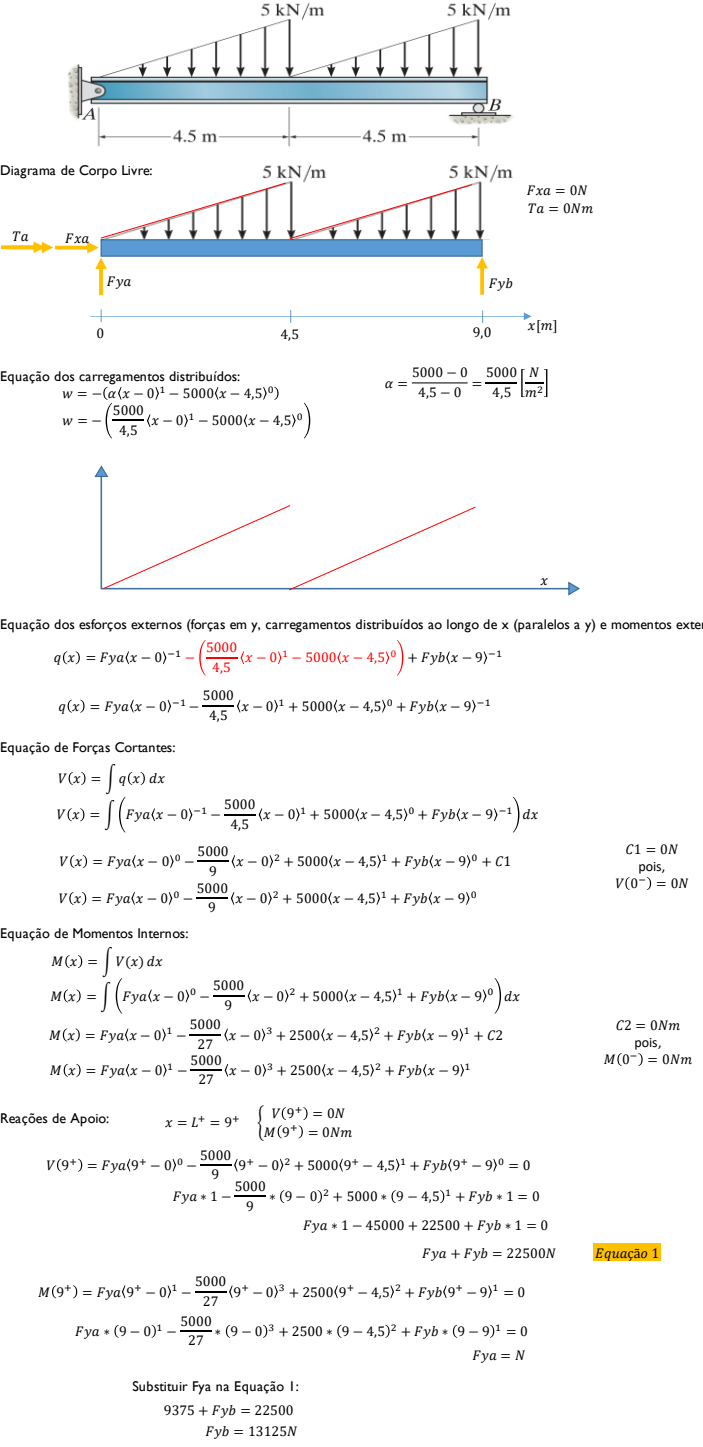 5 kN/m 5 kN/m
A B
4.5 m 4.5 m
Diagrama de Corpo Livre:
5 kN/m 5 kN/m
Fxa = 0N
Ta = 0Nm
Ta Fxa
Fya Fyb
0 4,5 9,0 x[m]
Equação dos carregamentos distribuídos:
w = −(α⟨x − 0⟩¹ − 5000⟨x − 4,5⟩⁰)
α = (5000 − 0)/(4,5 − 0) = 5000/4,5 [N/m²]
w = −(5000/4,5 ⟨x − 0⟩¹ − 5000⟨x − 4,5⟩⁰)
x
Equação dos esforços externos (forças em y, carregamentos distribuídos ao longo de x (paralelos a y) e momentos exter
q(x) = Fya⟨x − 0⟩⁻¹ − (5000/4,5 ⟨x − 0⟩¹ − 5000⟨x − 4,5⟩⁰) + Fyb⟨x − 9⟩⁻¹
q(x) = Fya⟨x − 0⟩⁻¹ − 5000/4,5 ⟨x − 0⟩¹ + 5000⟨x − 4,5⟩⁰ + Fyb⟨x − 9⟩⁻¹
Equação de Forças Cortantes:
V(x) = ∫ q(x) dx
V(x) = ∫ (Fya⟨x − 0⟩⁻¹ − 5000/4,5 ⟨x − 0⟩¹ + 5000⟨x − 4,5⟩⁰ + Fyb⟨x − 9⟩⁻¹) dx
V(x) = Fya⟨x − 0⟩⁰ − 5000/9 ⟨x − 0⟩² + 5000⟨x − 4,5⟩¹ + Fyb⟨x − 9⟩⁰ + C1
C1 = 0N
pois,
V(0⁻) = 0N
V(x) = Fya⟨x − 0⟩⁰ − 5000/9 ⟨x − 0⟩² + 5000⟨x − 4,5⟩¹ + Fyb⟨x − 9⟩⁰
Equação de Momentos Internos:
M(x) = ∫ V(x) dx
M(x) = ∫ (Fya⟨x − 0⟩⁰ − 5000/9 ⟨x − 0⟩² + 5000⟨x − 4,5⟩¹ + Fyb⟨x − 9⟩⁰) dx
M(x) = Fya⟨x − 0⟩¹ − 5000/27 ⟨x − 0⟩³ + 2500⟨x − 4,5⟩² + Fyb⟨x − 9⟩¹ + C2
C2 = 0Nm
pois,
M(0⁻) = 0Nm
M(x) = Fya⟨x − 0⟩¹ − 5000/27 ⟨x − 0⟩³ + 2500⟨x − 4,5⟩² + Fyb⟨x − 9⟩¹
Reações de Apoio: x = L⁺ = 9⁺ { V(9⁺) = 0N
M(9⁺) = 0Nm
V(9⁺) = Fya⟨9⁺ − 0⟩⁰ − 5000/9 ⟨9⁺ − 0⟩² + 5000⟨9⁺ − 4,5⟩¹ + Fyb⟨9⁺ − 9⟩⁰ = 0
Fya ∗ 1 − 5000/9 ∗ (9 − 0)² + 5000 ∗ (9 − 4,5)¹ + Fyb ∗ 1 = 0
Fya ∗ 1 − 45000 + 22500 + Fyb ∗ 1 = 0
Fya + Fyb = 22500N Equação 1
M(9⁺) = Fya⟨9⁺ − 0⟩¹ − 5000/27 ⟨9⁺ − 0⟩³ + 2500⟨9⁺ − 4,5⟩² + Fyb⟨9⁺ − 9⟩¹ = 0
Fya ∗ (9 − 0)¹ − 5000/27 ∗ (9 − 0)³ + 2500 ∗ (9 − 4,5)² + Fyb ∗ (9 − 9)¹ = 0
Fya = N
Substituir Fya na Equação 1:
9375 + Fyb = 22500
Fyb = 13125N